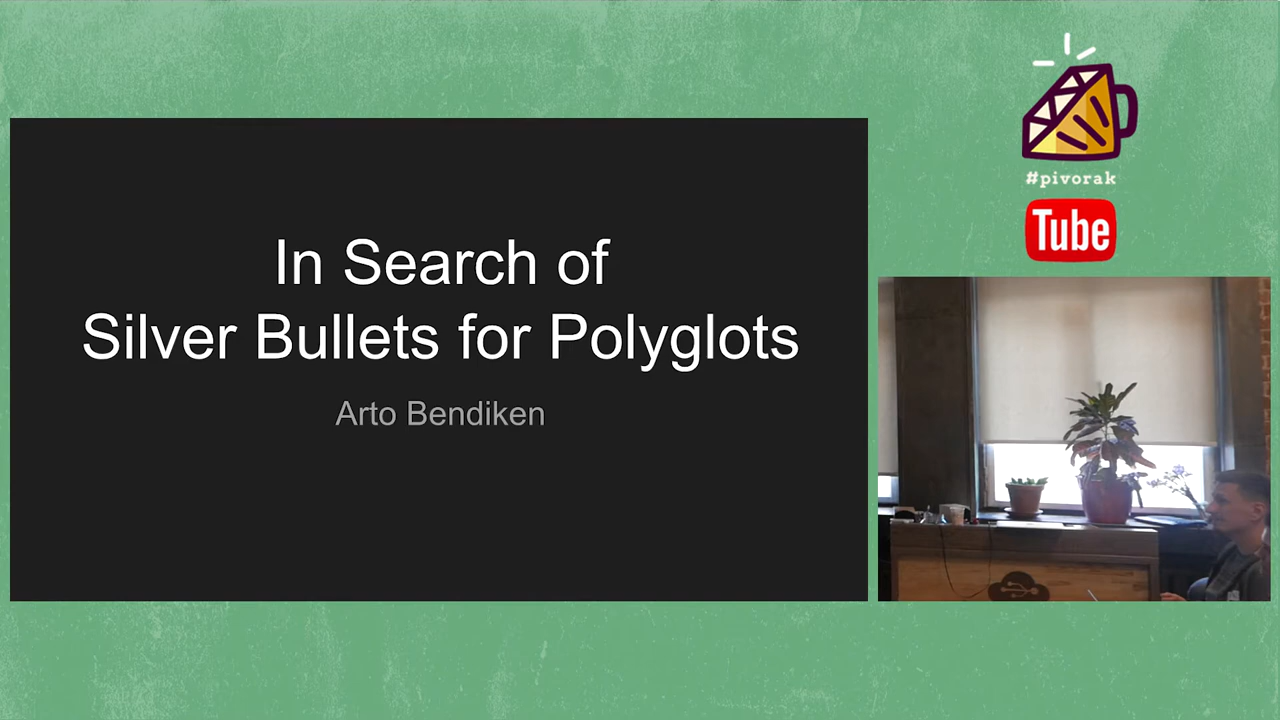 In Search of
Silver Bullets for Polyglots
Arto Bendiken
#pivorak
Tube